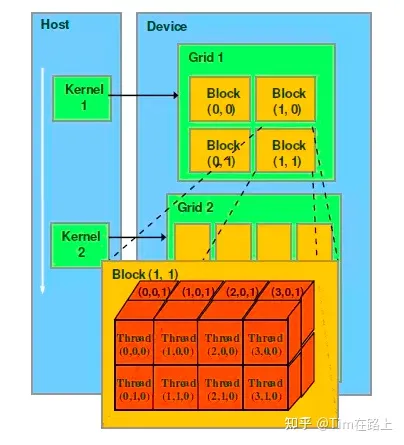 Host
Device
Grid 1
Kernel
1
Block
(0, 0)
Block
(1, 0)
Block
(0, 1)
Block
(1, 1)
Grid 2
Kernel
2
Block (1, 1)
(0,0,1)
(1,0,1)
(2,0,1)
(3,0,1)
Thread
(0,0,0)
Thread
(1,0,0)
Thread
(2,0,0)
Thread
(3,0,0)
Thread
(0,1,0)
Thread
(1,1,0)
Thread
(2,1,0)
Thread
(3,1,0)
知乎 @Tim在路上